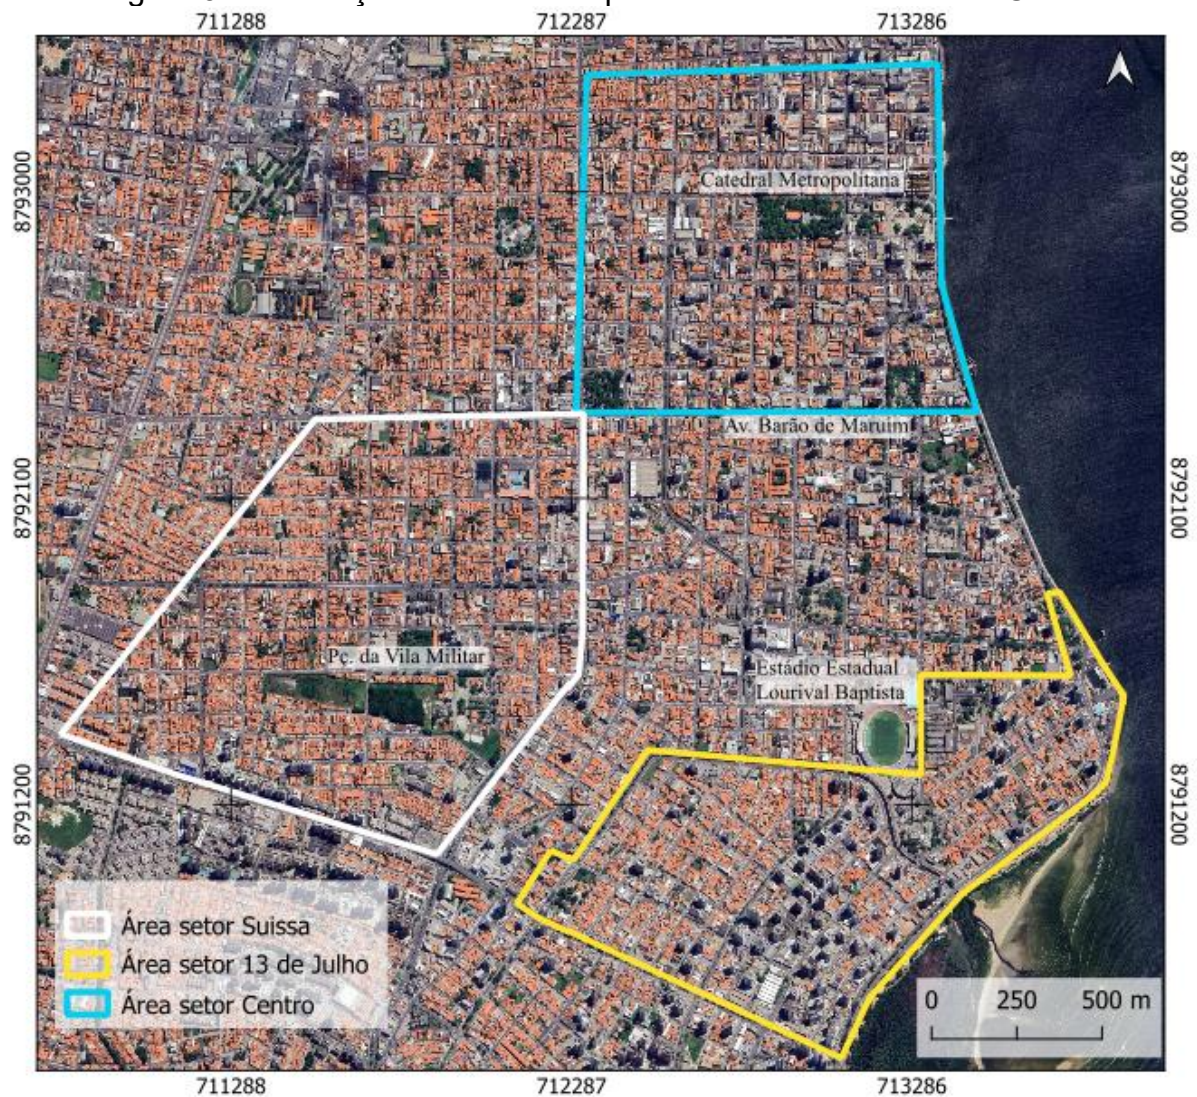 711288 712287 713286
8793000
8793000
Catedral Metropolitana
Av. Barão de Maruim
8792100
8792100
Pç. da Vila Militar
Estádio Estadual
Lourival Baptista
8791200
8791200
Área setor Suissa
Área setor 13 de Julho
Área setor Centro
0 250 500 m
711288 712287 713286